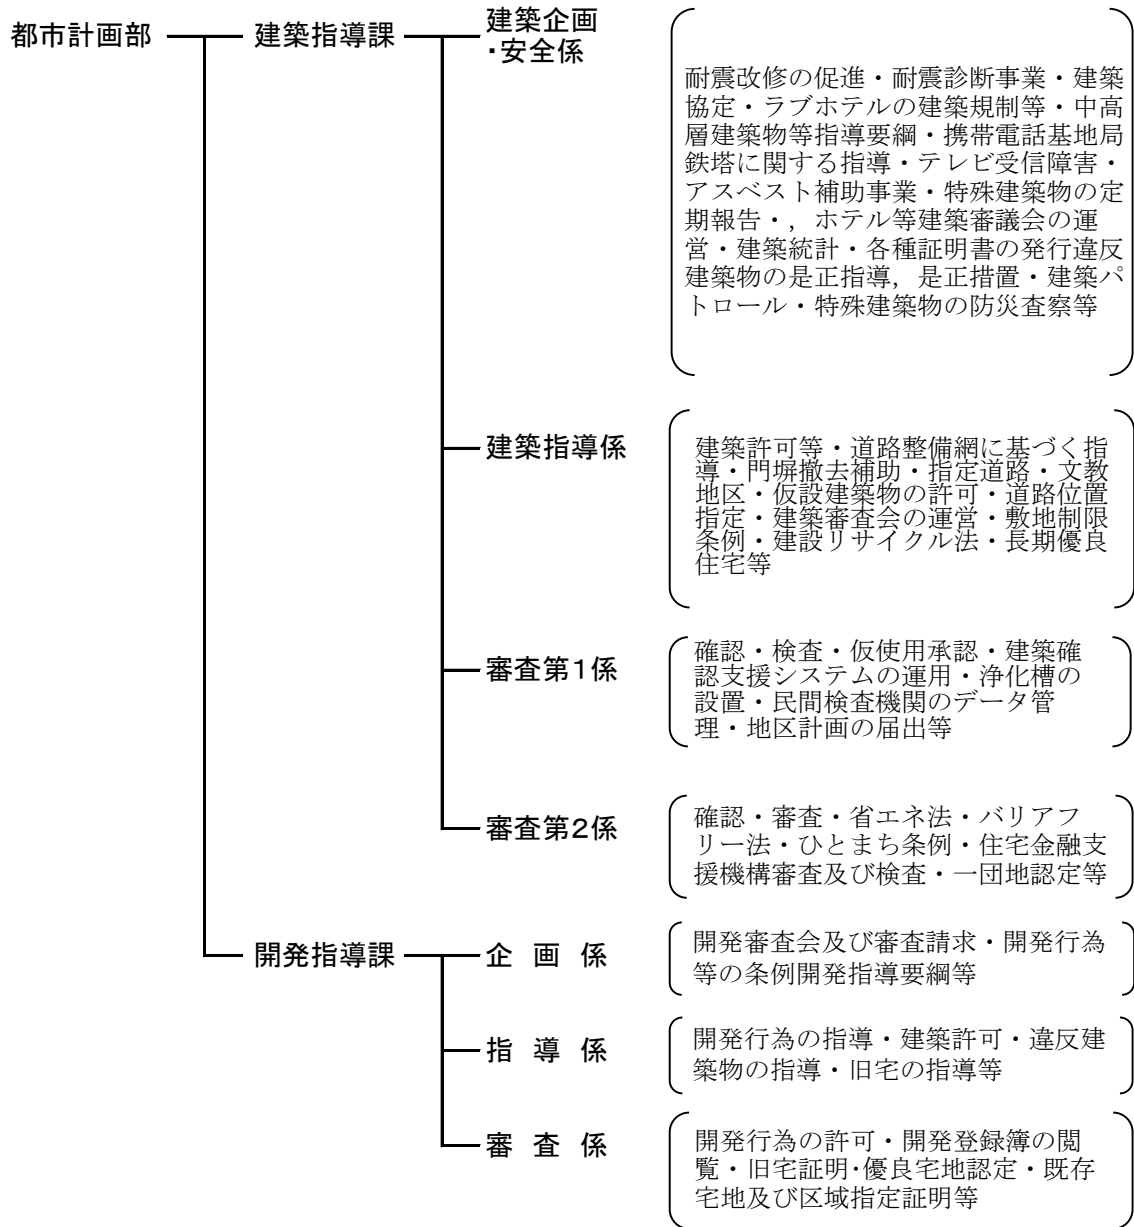 都市計画部
建築指導課
建築企画
・安全係
耐震改修の促進・耐震診断事業・建築
協定・ラブホテルの建築規制等・中高
層建築物等指導要綱・携帯電話基地局
鉄塔に関する指導・テレビ受信障害・
アスベスト補助事業・特殊建築物の定
期報告・，ホテル等建築審議会の運
営・建築統計・各種証明書の発行違反
建築物の是正指導，是正措置・建築パ
トロール・特殊建築物の防災査察等
建築指導係
建築許可等・道路整備網に基づく指
導・門塀撤去補助・指定道路・文教
地区・仮設建築物の許可・道路位置
指定・建築審査会の運営・敷地制限
条例・建設リサイクル法・長期優良
住宅等
審査第1係
確認・検査・仮使用承認・建築確
認支援システムの運用・浄化槽の
設置・民間検査機関のデータ管
理・地区計画の届出等
審査第2係
確認・審査・省エネ法・バリアフ
リー法・ひとまち条例・住宅金融支
援機構審査及び検査・一団地認定等
開発指導課
企 画 係
開発審査会及び審査請求・開発行為
等の条例開発指導要綱等
指 導 係
開発行為の指導・建築許可・違反建
築物の指導・旧宅の指導等
審 査 係
開発行為の許可・開発登録簿の閲
覧・旧宅証明･優良宅地認定・既存
宅地及び区域指定証明等